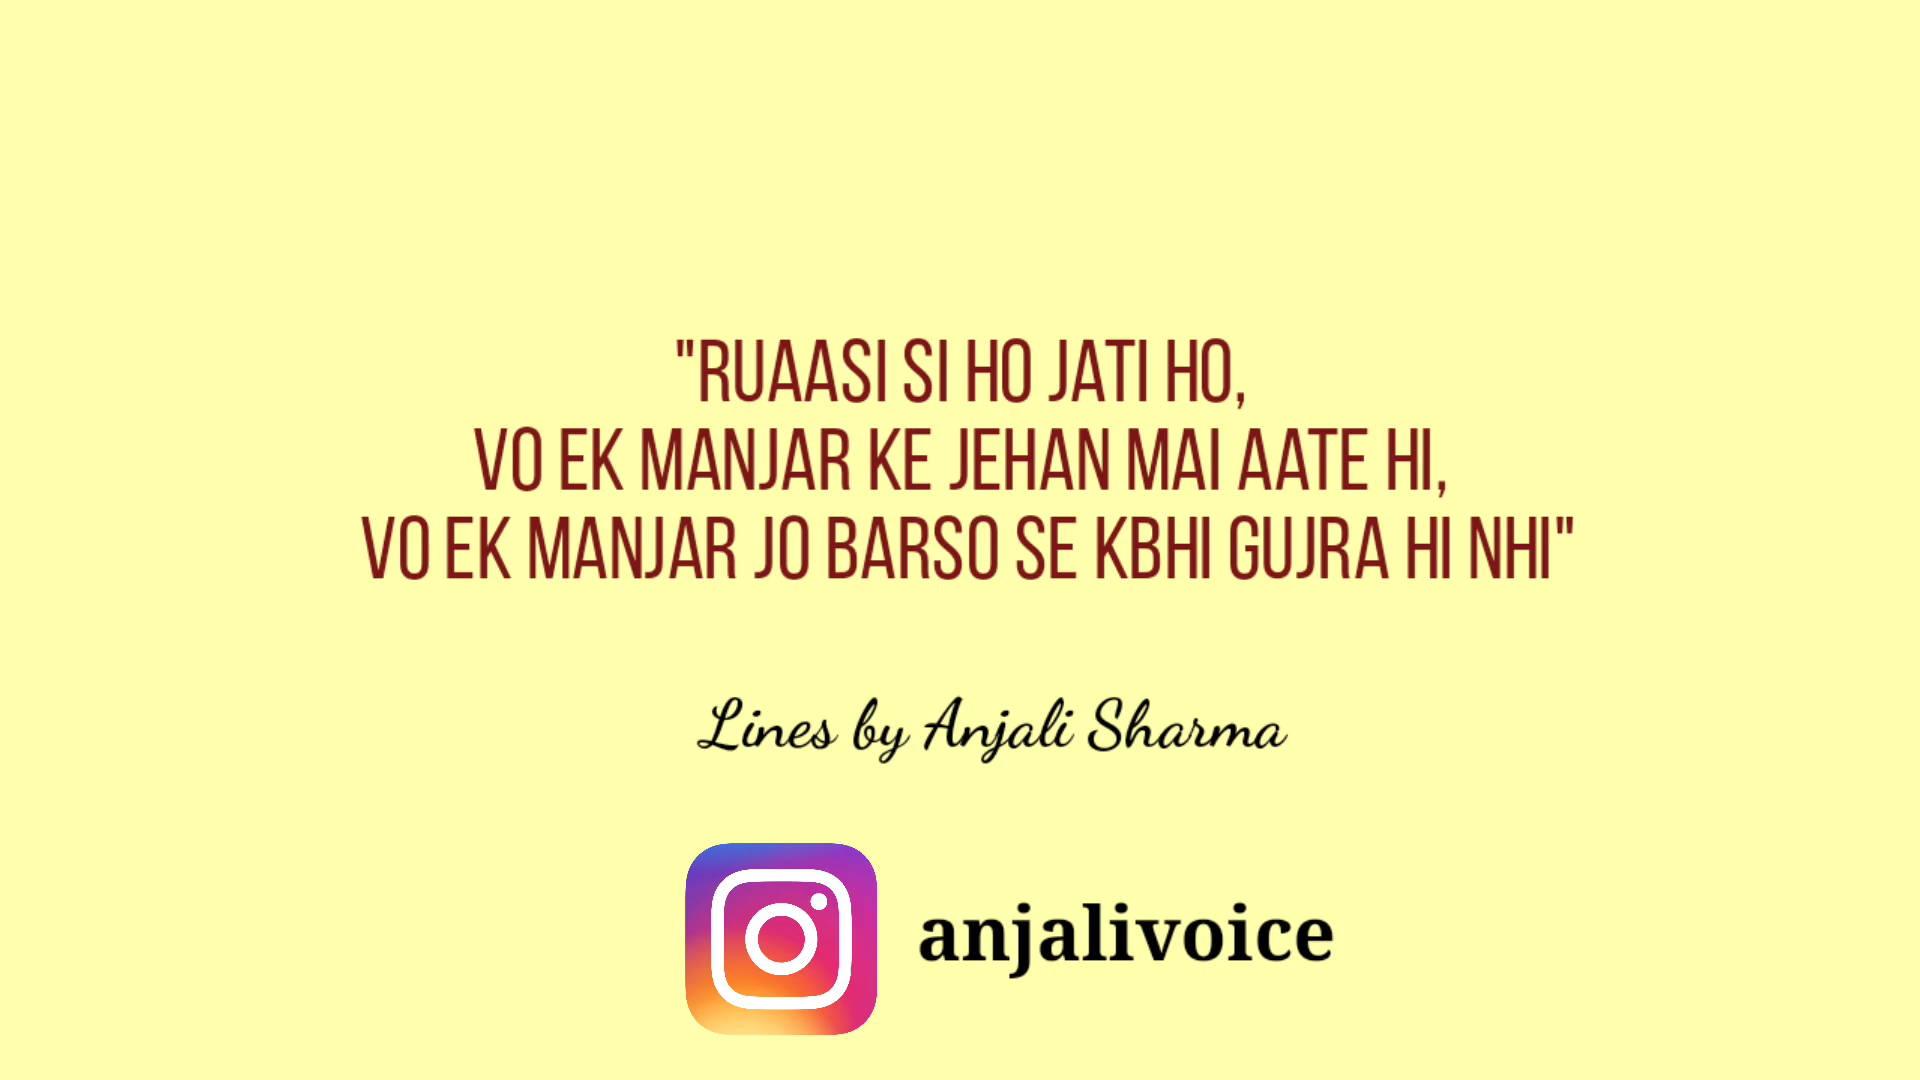 "RUAASI SI HO JATI HO,
VO EK MANJAR KE JEHAN MAI AATE HI,
VO EK MANJAR JO BARSO SE KBHI GUJRA HI NHI"
Lines by Anjali Sharma
anjalivoice